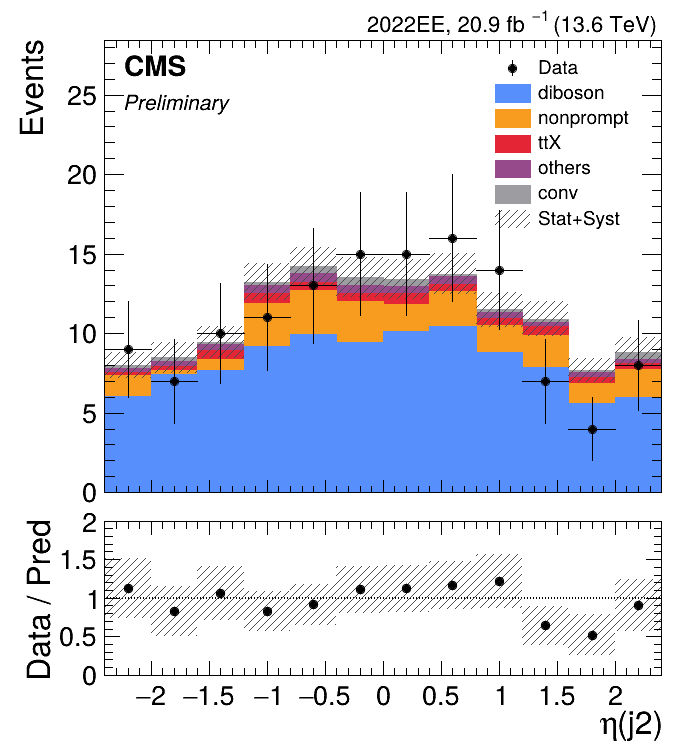 2022EE, 20.9 fb⁻¹ (13.6 TeV)
CMS
Preliminary
Data
diboson
nonprompt
ttX
others
conv
Stat+Syst
Events
25
20
15
10
5
0
Data / Pred
2
1.5
1
0.5
0
−2 −1.5 −1 −0.5 0 0.5 1 1.5 2
η(j2)